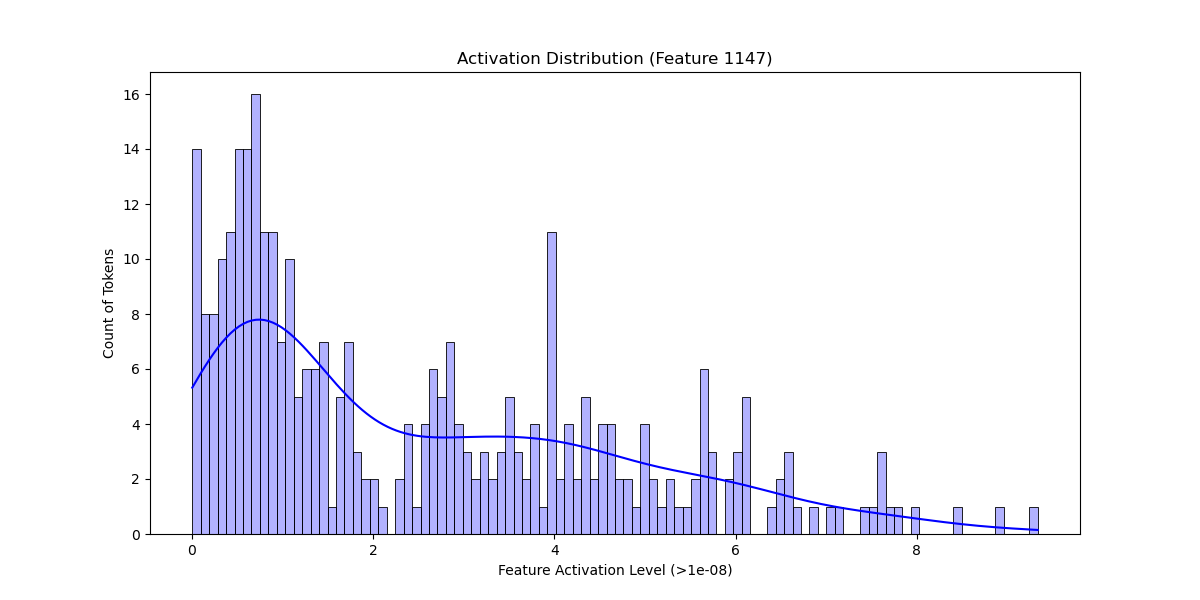 Activation Distribution (Feature 1147)
16
14
12
10
8
6
4
2
0
Count of Tokens
0 2 4 6 8
Feature Activation Level (>1e-08)